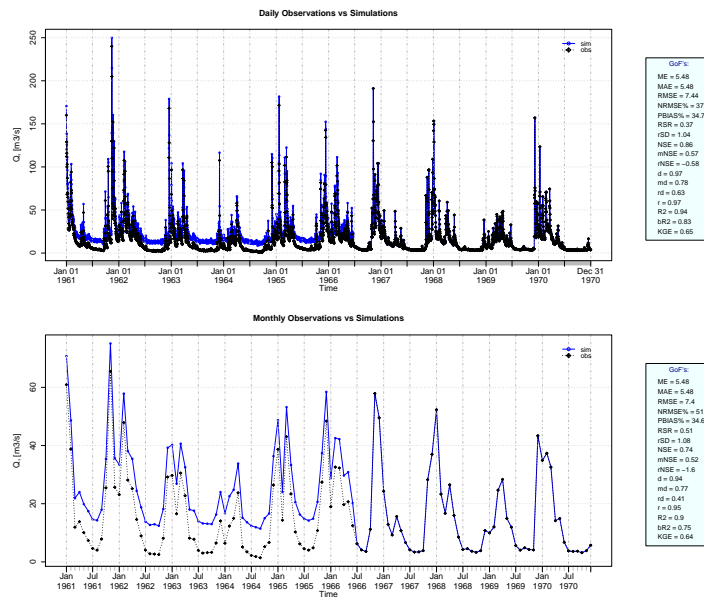 Daily Observations vs Simulations
Q, [m3/s]
250
200
150
100
50
0
sim
obs
Jan 01 Jan 01 Jan 01 Jan 01 Jan 01 Jan 01 Jan 01 Jan 01 Jan 01 Jan 01 Dec 31
1961 1962 1963 1964 1965 1966 1967 1968 1969 1970 1970
Time
GoF's:
ME = 5.48
MAE = 5.48
RMSE = 7.44
NRMSE% = 37
PBIAS% = 34.7
RSR = 0.37
rSD = 1.04
NSE = 0.86
mNSE = 0.57
rNSE = −0.58
d = 0.97
md = 0.78
rd = 0.63
r = 0.97
R2 = 0.94
bR2 = 0.83
KGE = 0.65
Monthly Observations vs Simulations
Q, [m3/s]
60
40
20
0
sim
obs
Jan Jul Jan Jul Jan Jul Jan Jul Jan Jul Jan Jul Jan Jul Jan Jul Jan Jul Jan Jul
1961 1961 1962 1962 1963 1963 1964 1964 1965 1965 1966 1966 1967 1967 1968 1968 1969 1969 1970 1970
Time
GoF's:
ME = 5.48
MAE = 5.48
RMSE = 7.4
NRMSE% = 51
PBIAS% = 34.6
RSR = 0.51
rSD = 1.08
NSE = 0.74
mNSE = 0.52
rNSE = −1.6
d = 0.94
md = 0.77
rd = 0.41
r = 0.95
R2 = 0.9
bR2 = 0.75
KGE = 0.64